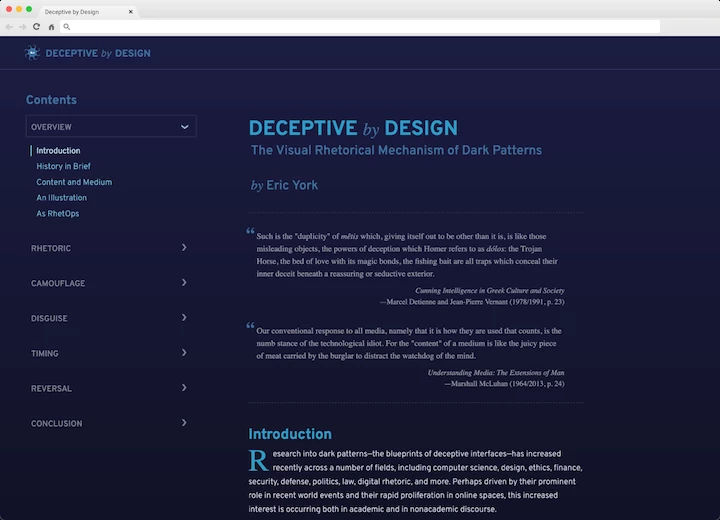 Deceptive by Design
DECEPTIVE by DESIGN
Contents
OVERVIEW
Introduction
History in Brief
Content and Medium
An Illustration
As RhetOps
RHETORIC
CAMOUFLAGE
DISGUISE
TIMING
REVERSAL
CONCLUSION
DECEPTIVE by DESIGN
The Visual Rhetorical Mechanism of Dark Patterns
by Eric York
“ Such is the "duplicity" of mêtis which, giving itself out to be other than it is, is like those
misleading objects, the powers of deception which Homer refers to as dólos: the Trojan
Horse, the bed of love with its magic bonds, the fishing bait are all traps which conceal their
inner deceit beneath a reassuring or seductive exterior.
Cunning Intelligence in Greek Culture and Society
—Marcel Detienne and Jean-Pierre Vernant (1978/1991, p. 23)
“ Our conventional response to all media, namely that it is how they are used that counts, is the
numb stance of the technological idiot. For the "content" of a medium is like the juicy piece
of meat carried by the burglar to distract the watchdog of the mind.
Understanding Media: The Extensions of Man
—Marshall McLuhan (1964/2013, p. 24)
Introduction
Research into dark patterns—the blueprints of deceptive interfaces—has increased
recently across a number of fields, including computer science, design, ethics, finance,
security, defense, politics, law, digital rhetoric, and more. Perhaps driven by their prominent
role in recent world events and their rapid proliferation in online spaces, this increased
interest is occurring both in academic and in nonacademic discourse.